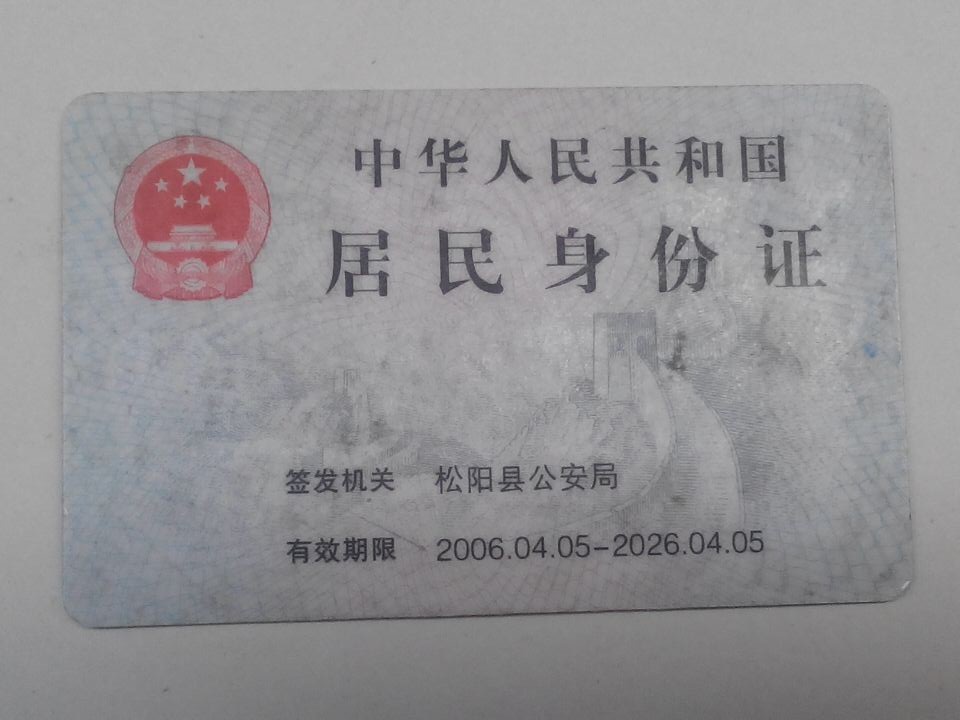 中华人民共和国
居民身份证
签发机关 松阳县公安局
有效期限 2006.04.05-2026.04.05